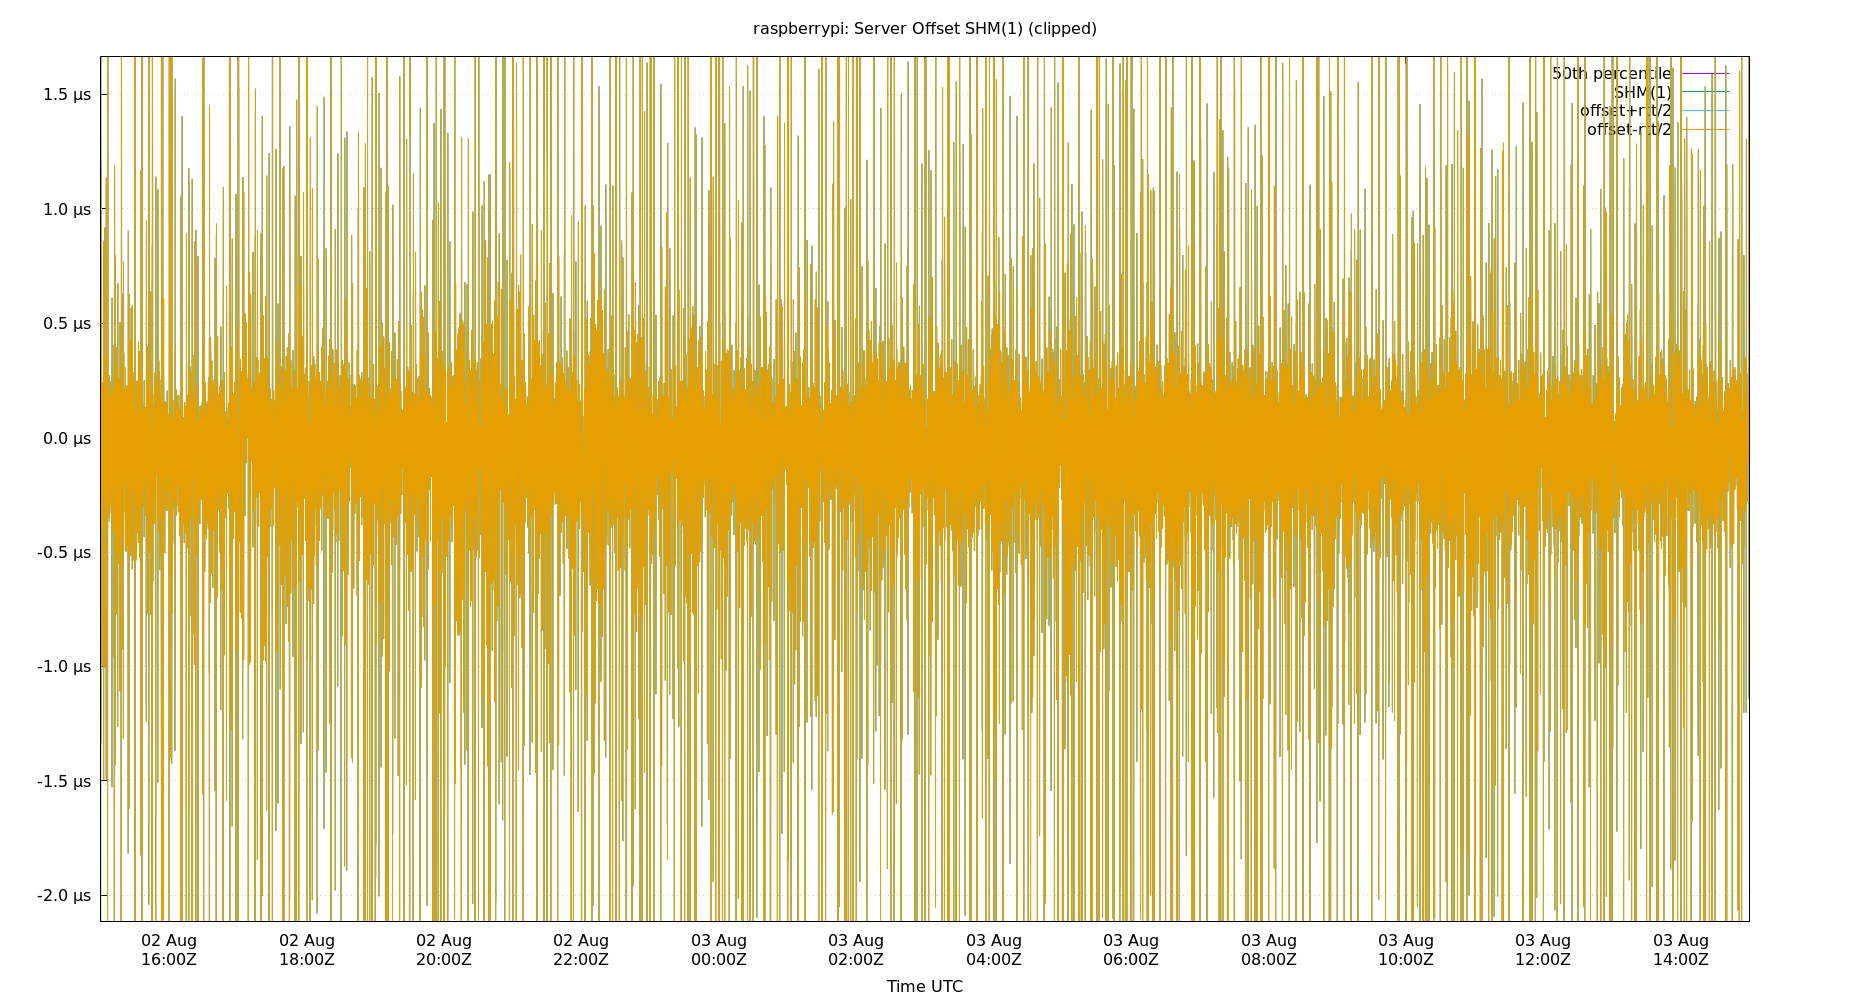 raspberrypi: Server Offset SHM(1) (clipped)
50th percentile
SHM(1)
offset+rtt/2
offset-rtt/2
1.5 µs
1.0 µs
0.5 µs
0.0 µs
-0.5 µs
-1.0 µs
-1.5 µs
-2.0 µs
02 Aug 02 Aug 02 Aug 02 Aug 03 Aug 03 Aug 03 Aug 03 Aug 03 Aug 03 Aug 03 Aug 03 Aug
16:00Z 18:00Z 20:00Z 22:00Z 00:00Z 02:00Z 04:00Z 06:00Z 08:00Z 10:00Z 12:00Z 14:00Z
Time UTC